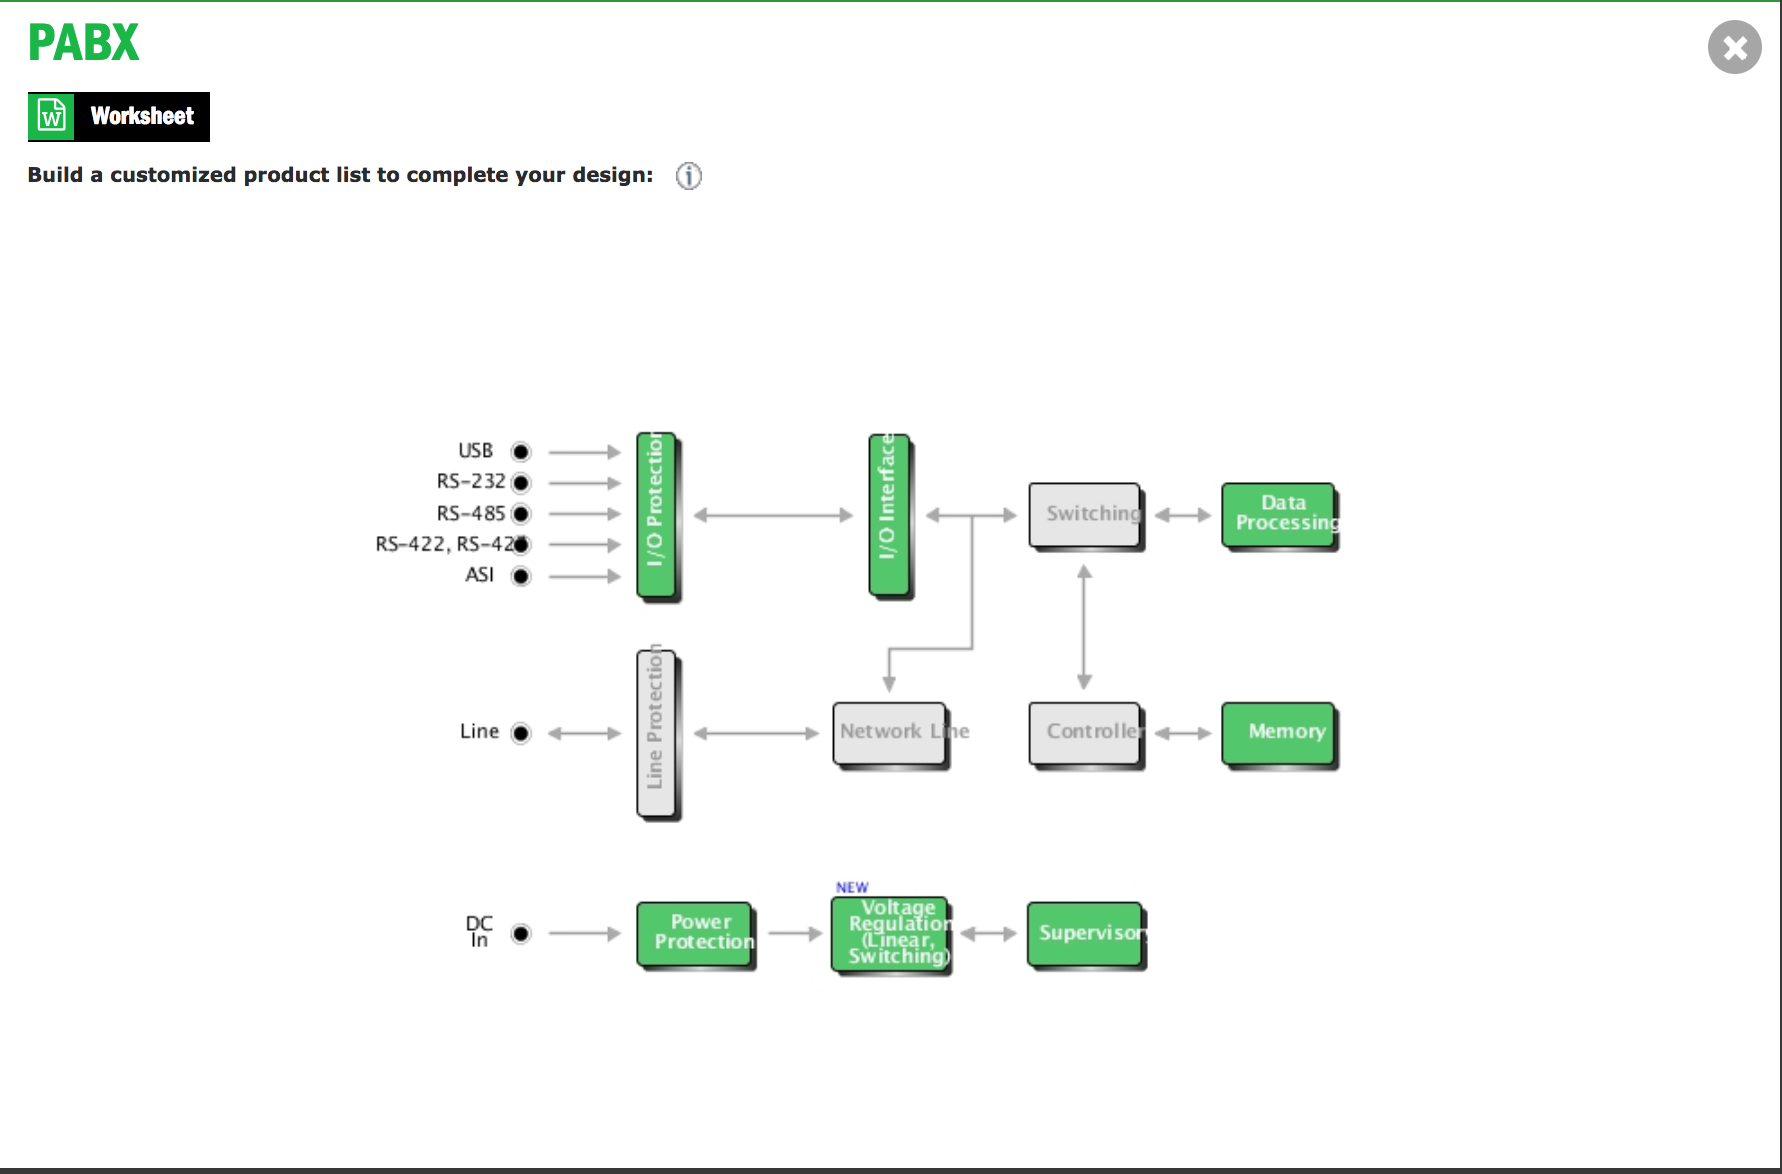 PABX
W Worksheet
Build a customized product list to complete your design: i
USB
RS-232
RS-485
RS-422, RS-42
ASI
I/O Protection
I/O Interface
Switching
Data
Processing
Line
Line Protection
Network Line
Controller
Memory
DC
In
Power
Protection
NEW
Voltage
Regulation
(Linear,
Switching)
Supervisory